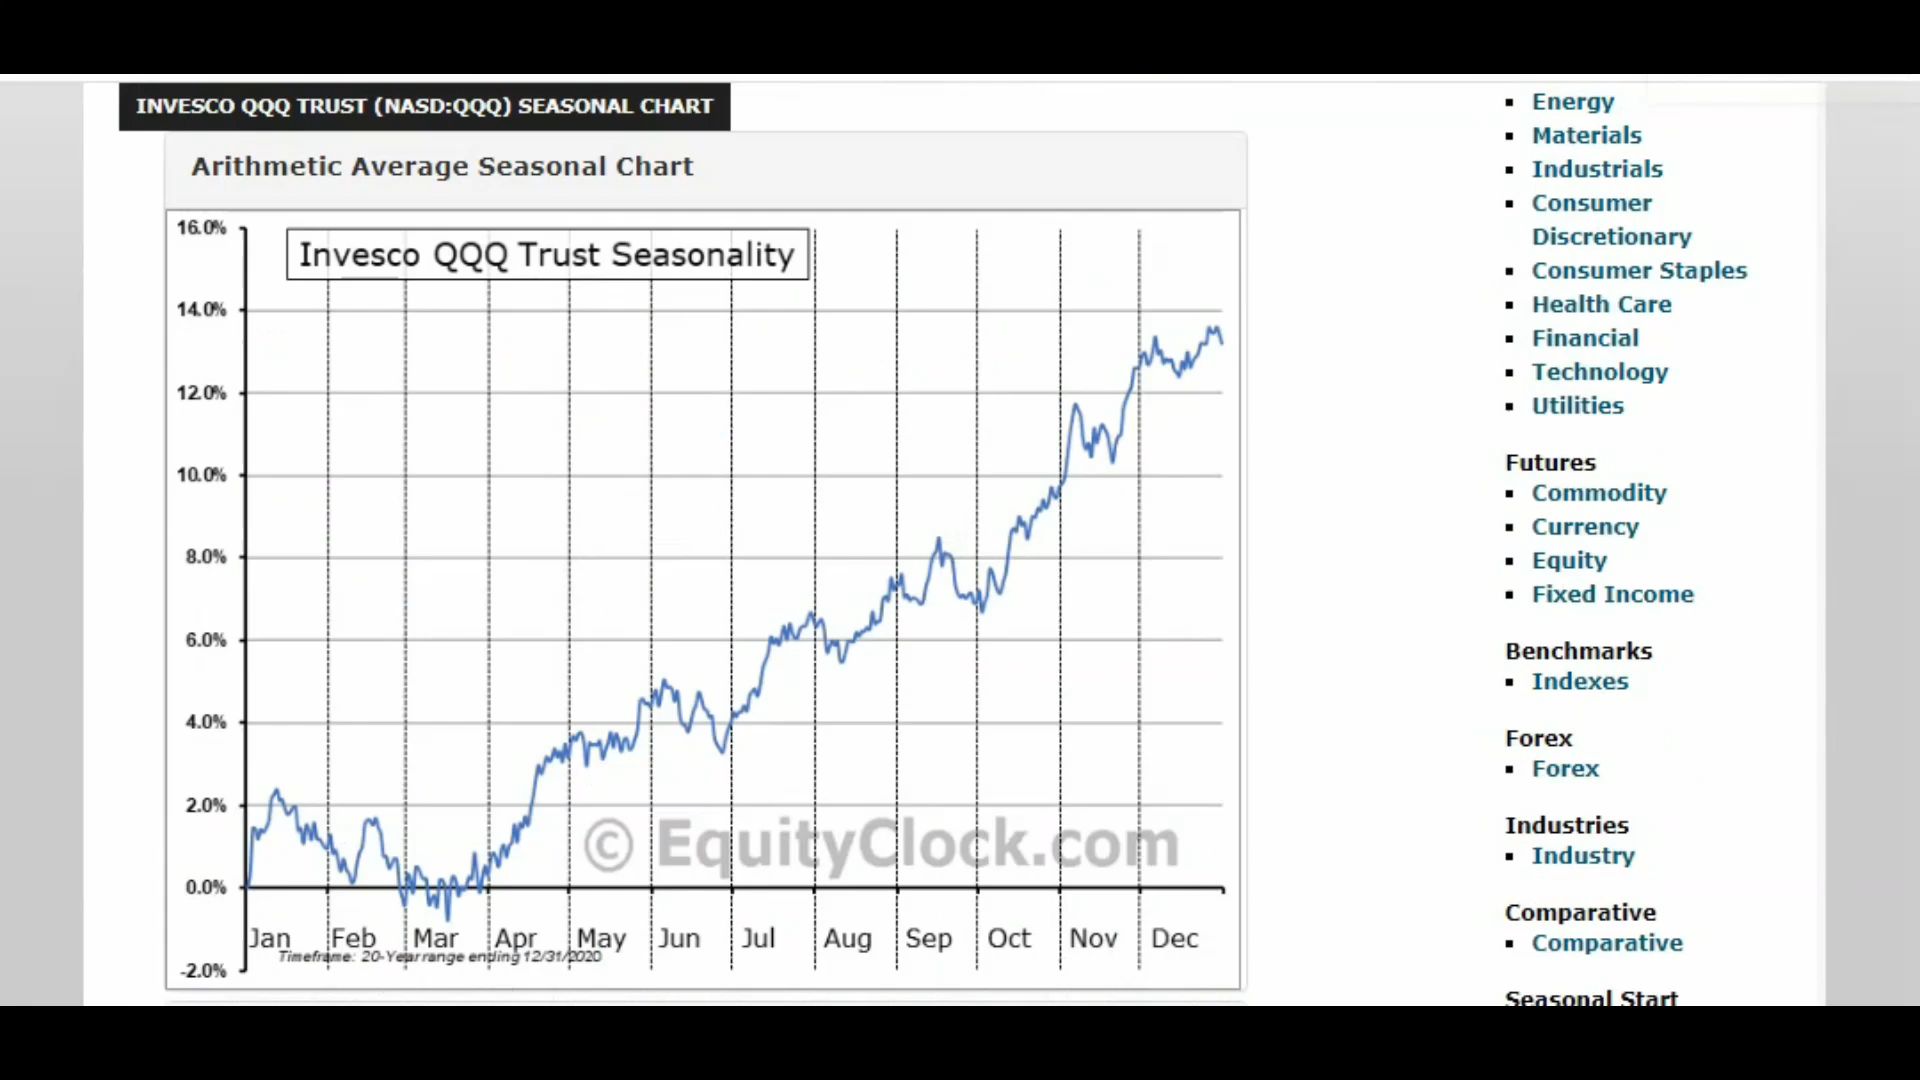 INVESCO QQQ TRUST (NASD:QQQ) SEASONAL CHART
Arithmetic Average Seasonal Chart
Invesco QQQ Trust Seasonality
16.0%
14.0%
12.0%
10.0%
8.0%
6.0%
4.0%
2.0%
0.0%
-2.0%
© EquityClock.com
Jan Feb Mar Apr May Jun Jul Aug Sep Oct Nov Dec
Timeframe: 20-Year range ending 12/31/2020
Energy
Materials
Industrials
Consumer
Discretionary
Consumer Staples
Health Care
Financial
Technology
Utilities
Futures
Commodity
Currency
Equity
Fixed Income
Benchmarks
Indexes
Forex
Forex
Industries
Industry
Comparative
Comparative
Seasonal Start